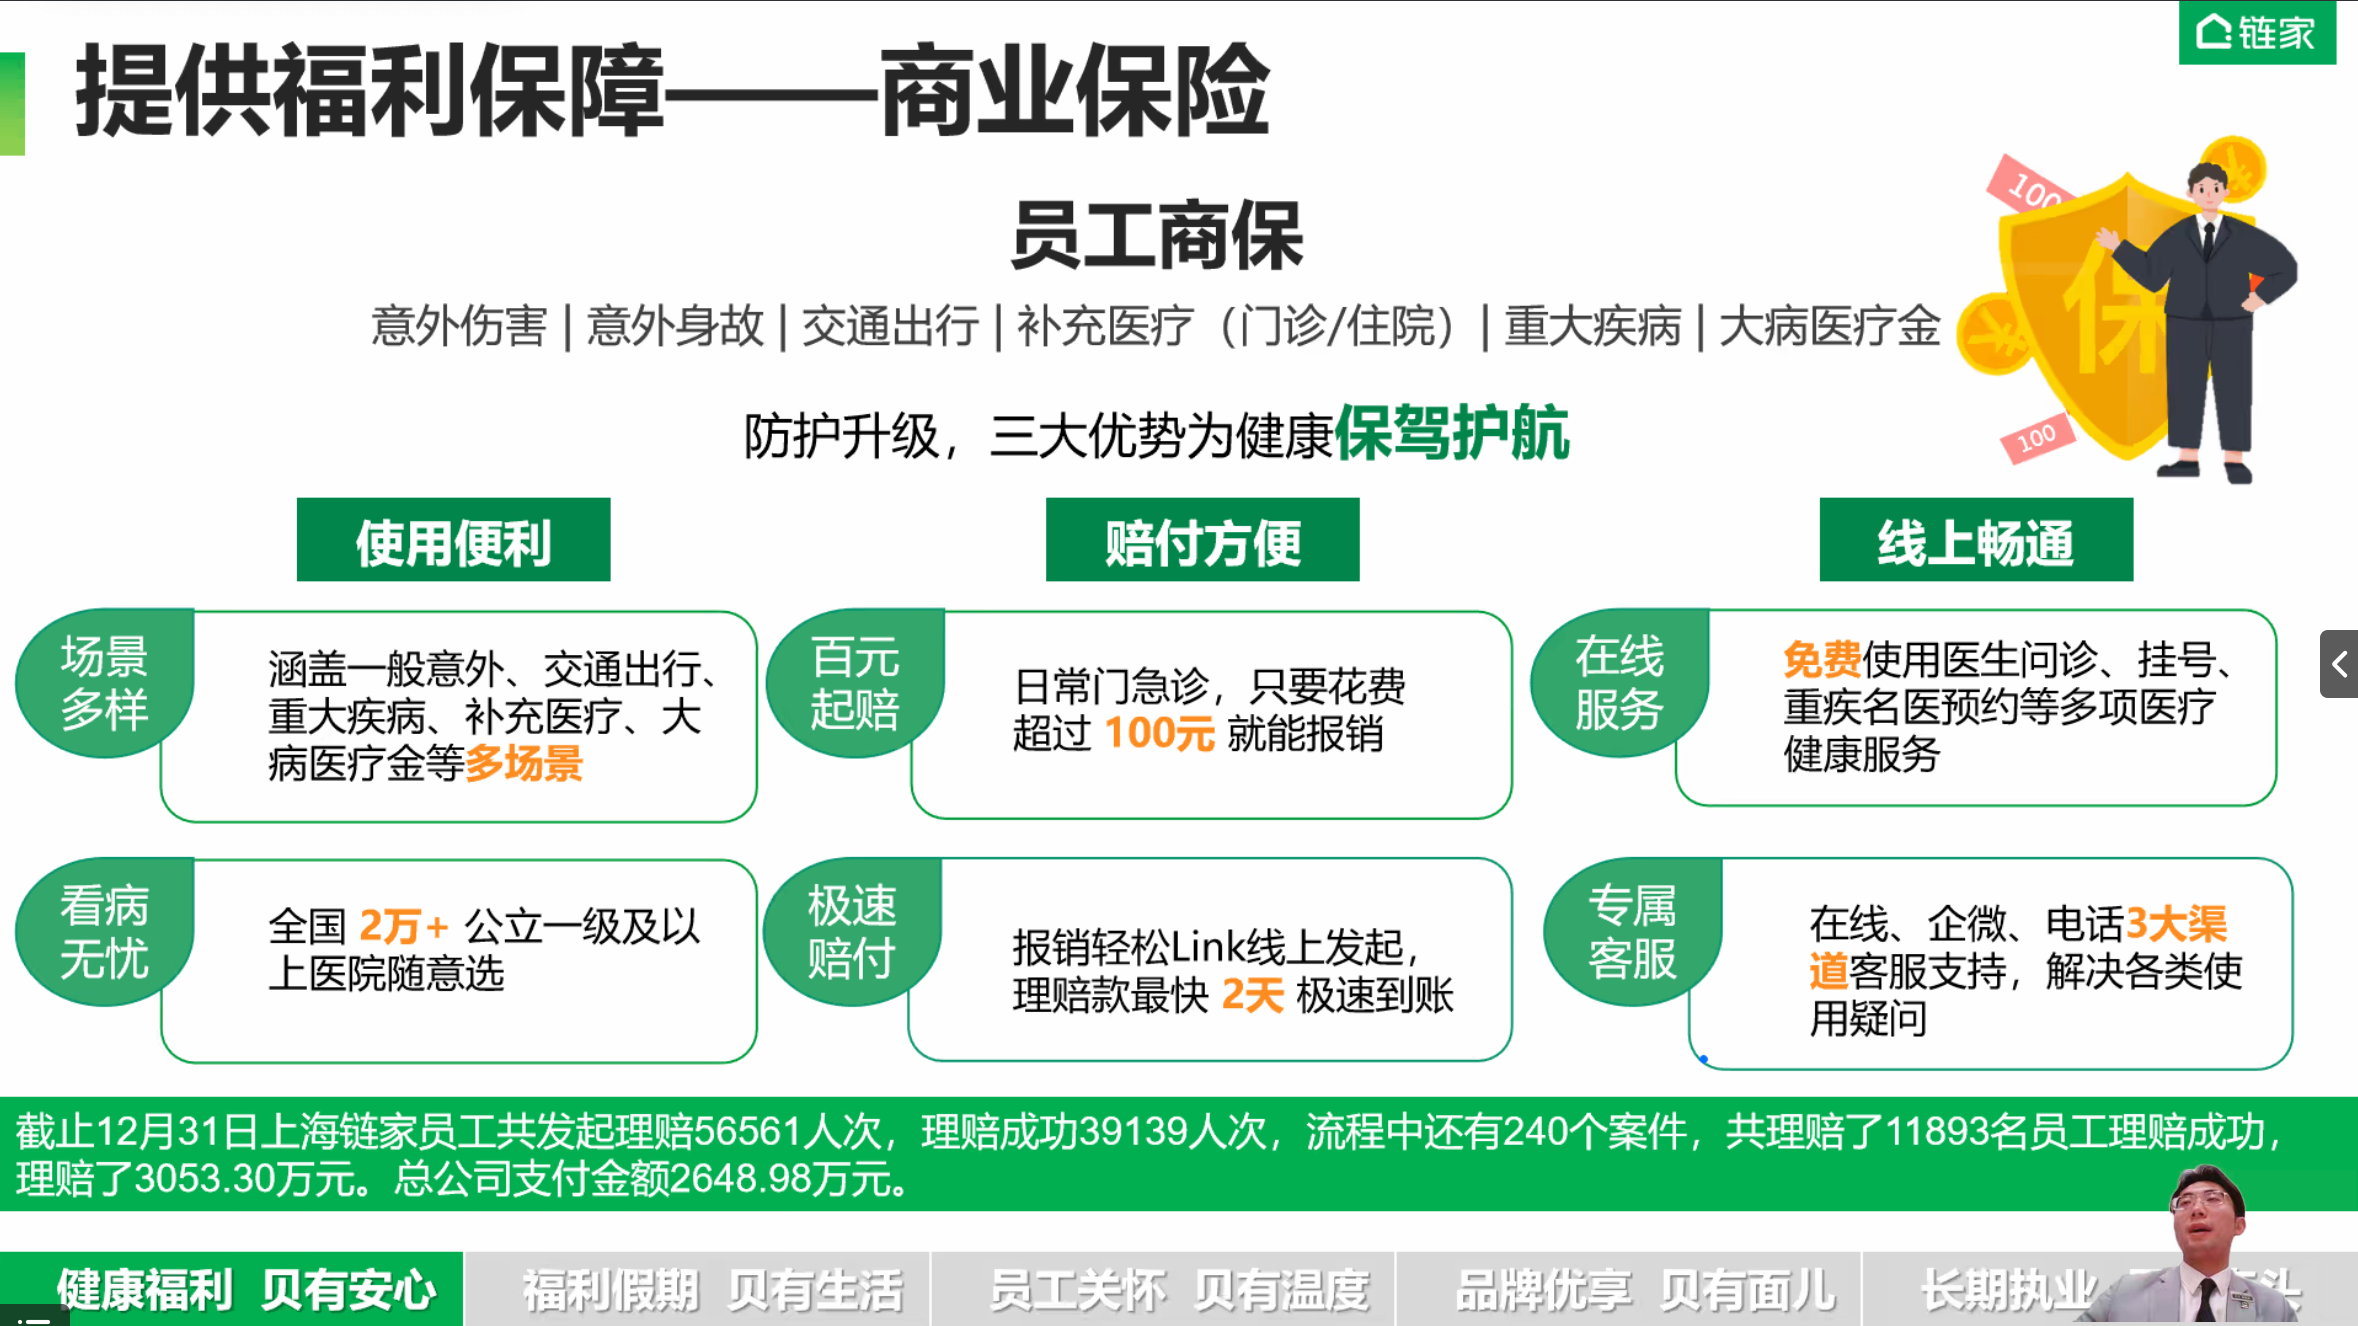 链家
提供福利保障——商业保险
员工商保
意外伤害 | 意外身故 | 交通出行 | 补充医疗（门诊/住院）| 重大疾病 | 大病医疗金
防护升级，三大优势为健康保驾护航
100
保
100
使用便利
场景
多样
涵盖一般意外、交通出行、
重大疾病、补充医疗、大
病医疗金等多场景
看病
无忧
全国 2万+ 公立一级及以
上医院随意选
赔付方便
百元
起赔
日常门急诊，只要花费
超过 100元 就能报销
极速
赔付
报销轻松Link线上发起，
理赔款最快 2天 极速到账
线上畅通
在线
服务
免费使用医生问诊、挂号、
重疾名医预约等多项医疗
健康服务
专属
客服
在线、企微、电话3大渠
道客服支持，解决各类使
用疑问
截止12月31日上海链家员工共发起理赔56561人次，理赔成功39139人次，流程中还有240个案件，共理赔了11893名员工理赔成功，
理赔了3053.30万元。总公司支付金额2648.98万元。
健康福利 贝有安心
福利假期 贝有生活
员工关怀 贝有温度
品牌优享 贝有面儿
长期执业 头